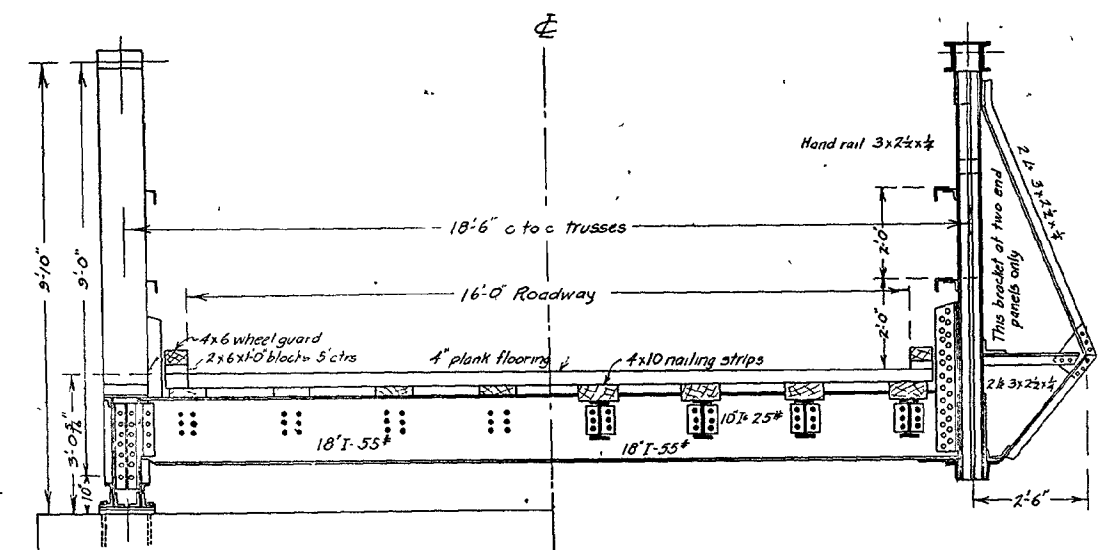 ℄
Hand rail 3x2½x¼
2 ∠s 3x2½x¼
18'-6" c to c trusses
This bracket at two end
panels only
2'-0"
9'-10"
9'-0"
16'-0" Roadway
2'-0"
4x6 wheel guard
2x6x1'-0" blocks 5' ctrs
4" plank flooring
4x10 nailing strips
2 ∠s 3x2½x¼
10" Is 25#
18" I-55#
18" I-55#
10"
2'-6"